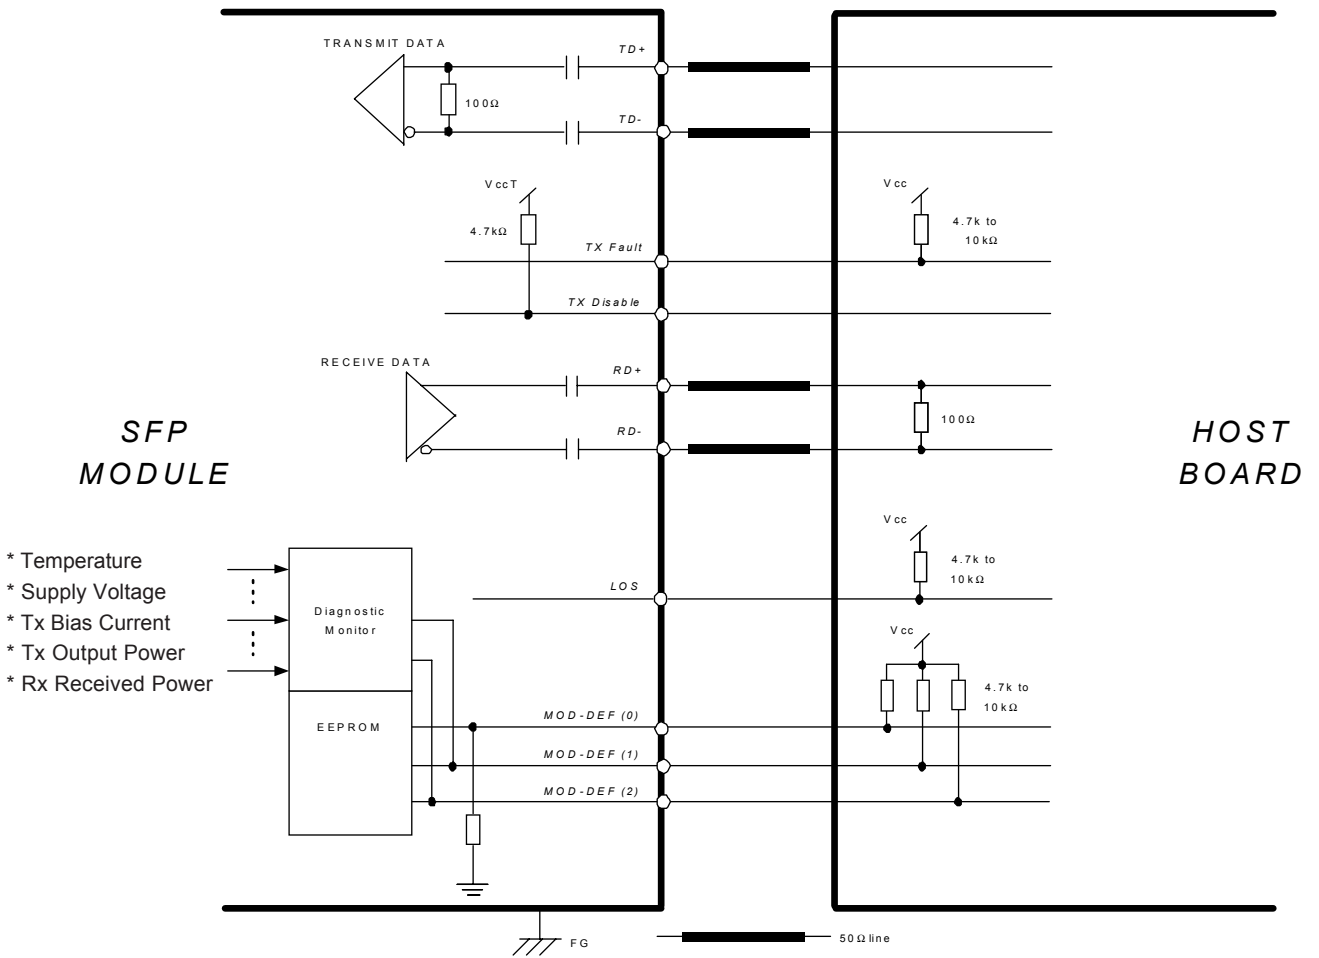 TRANSMIT DATA
TD+
100Ω
TD-
VccT
4.7kΩ
TX Fault
TX Disable
Vcc
4.7k to
10kΩ
RECEIVE DATA
RD+
RD-
100Ω
SFP
MODULE
HOST
BOARD
* Temperature
* Supply Voltage
* Tx Bias Current
* Tx Output Power
* Rx Received Power
Diagnostic
Monitor
EEPROM
LOS
Vcc
4.7k to
10kΩ
Vcc
4.7k to
10kΩ
MOD-DEF (0)
MOD-DEF (1)
MOD-DEF (2)
FG
50Ω line